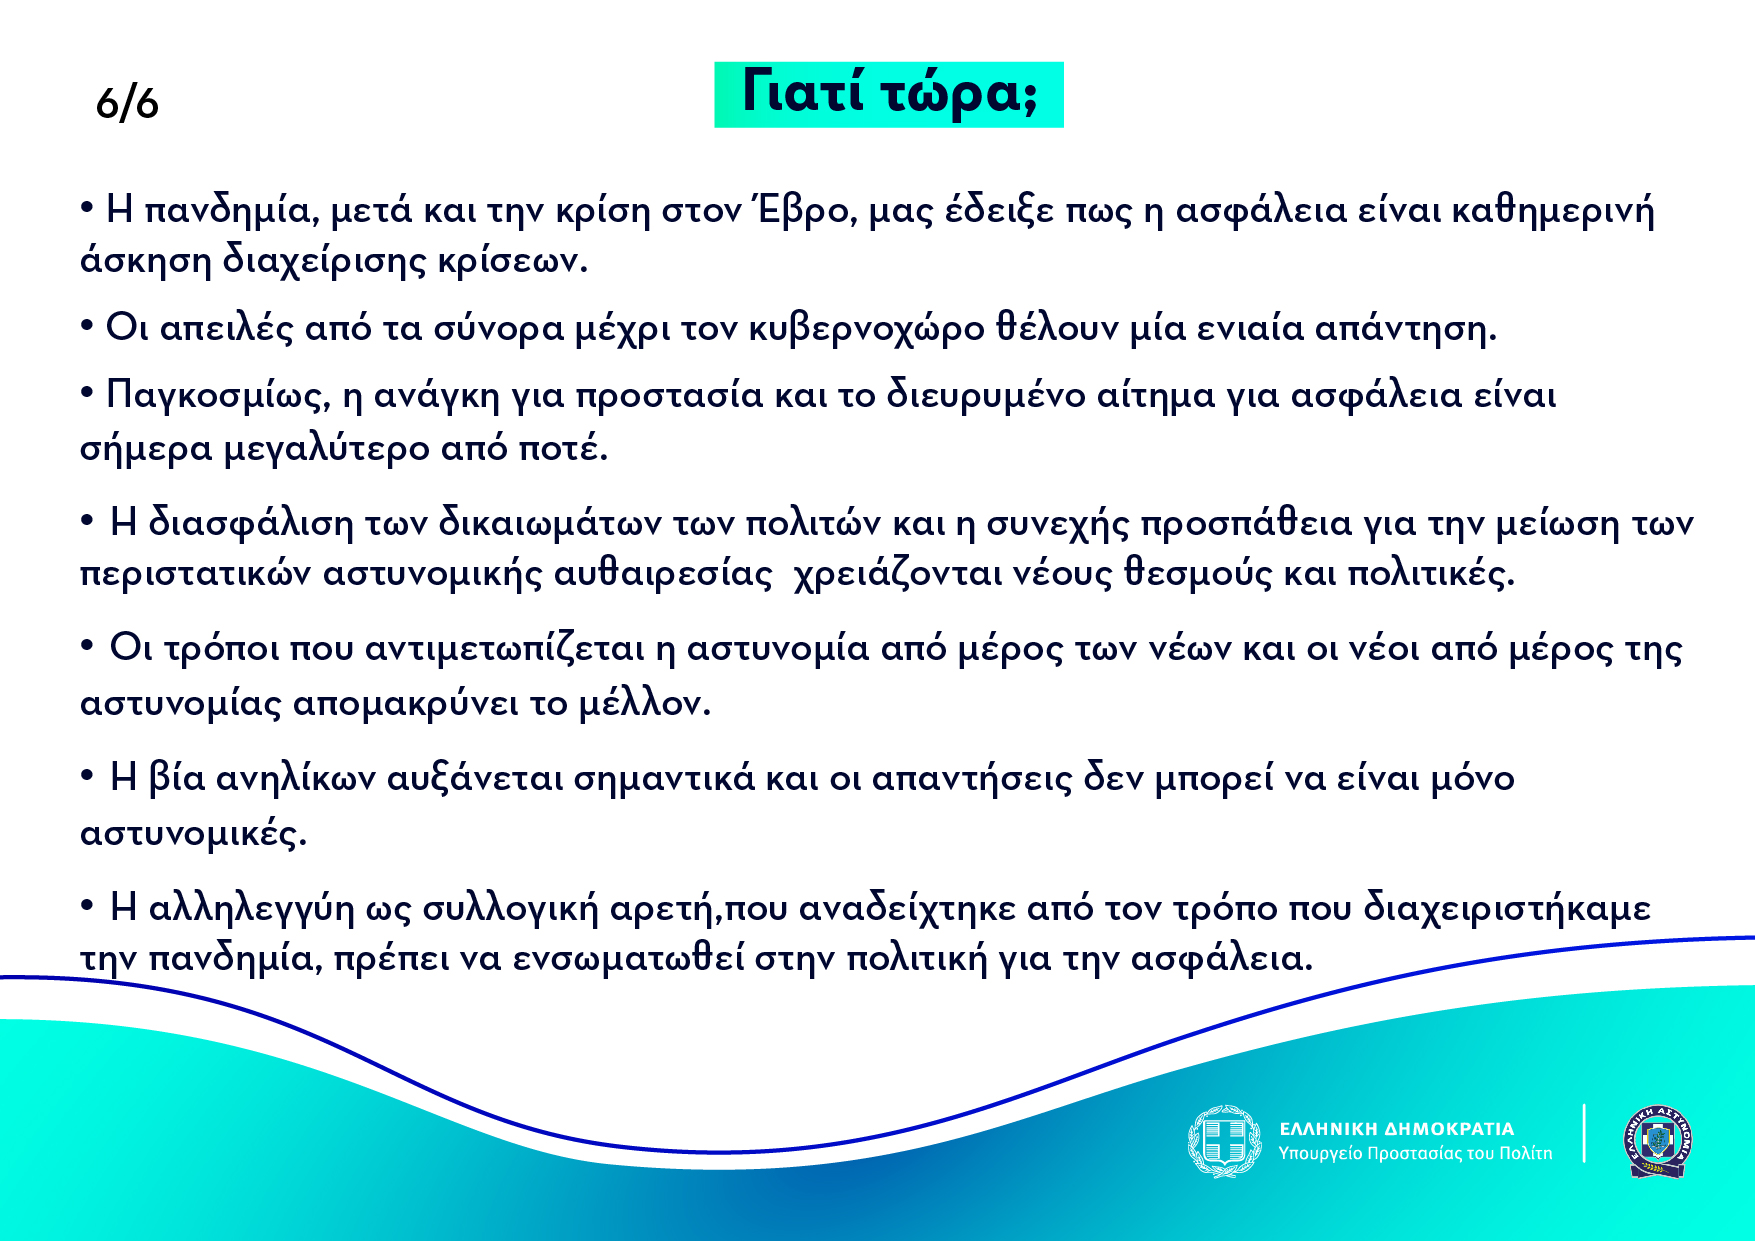 6/6
Γιατί τώρα;
• Η πανδημία, μετά και την κρίση στον Έβρο, μας έδειξε πως η ασφάλεια είναι καθημερινή
άσκηση διαχείρισης κρίσεων.
• Οι απειλές από τα σύνορα μέχρι τον κυβερνοχώρο θέλουν μία ενιαία απάντηση.
• Παγκοσμίως, η ανάγκη για προστασία και το διευρυμένο αίτημα για ασφάλεια είναι
σήμερα μεγαλύτερο από ποτέ.
• Η διασφάλιση των δικαιωμάτων των πολιτών και η συνεχής προσπάθεια για την μείωση των
περιστατικών αστυνομικής αυθαιρεσίας  χρειάζονται νέους θεσμούς και πολιτικές.
• Οι τρόποι που αντιμετωπίζεται η αστυνομία από μέρος των νέων και οι νέοι από μέρος της
αστυνομίας απομακρύνει το μέλλον.
• Η βία ανηλίκων αυξάνεται σημαντικά και οι απαντήσεις δεν μπορεί να είναι μόνο
αστυνομικές.
• Η αλληλεγγύη ως συλλογική αρετή,που αναδείχτηκε από τον τρόπο που διαχειριστήκαμε
την πανδημία, πρέπει να ενσωματωθεί στην πολιτική για την ασφάλεια.
ΕΛΛΗΝΙΚΗ ΔΗΜΟΚΡΑΤΙΑ
Υπουργείο Προστασίας του Πολίτη
ΕΛΛΗΝΙΚΗ ΑΣΤΥΝΟΜΙΑ